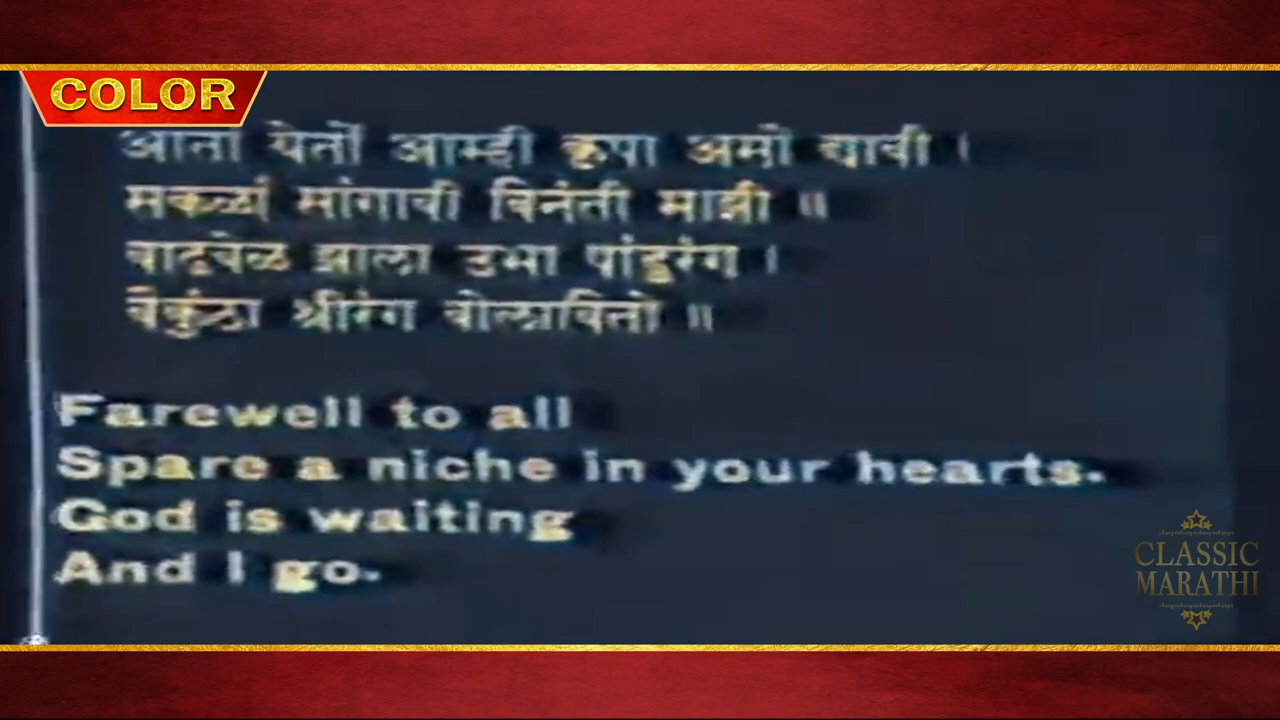 COLOR
आतां येतों आम्ही कृपा असों द्यावी ।
सकळां सांगावी विनंती माझी ॥
वाढवेळ झाला उभा पांडुरंग ।
वैकुंठा श्रीरंग बोलावितो ॥
Farewell to all
Spare a niche in your hearts.
God is waiting
And I go.
CLASSIC
MARATHI